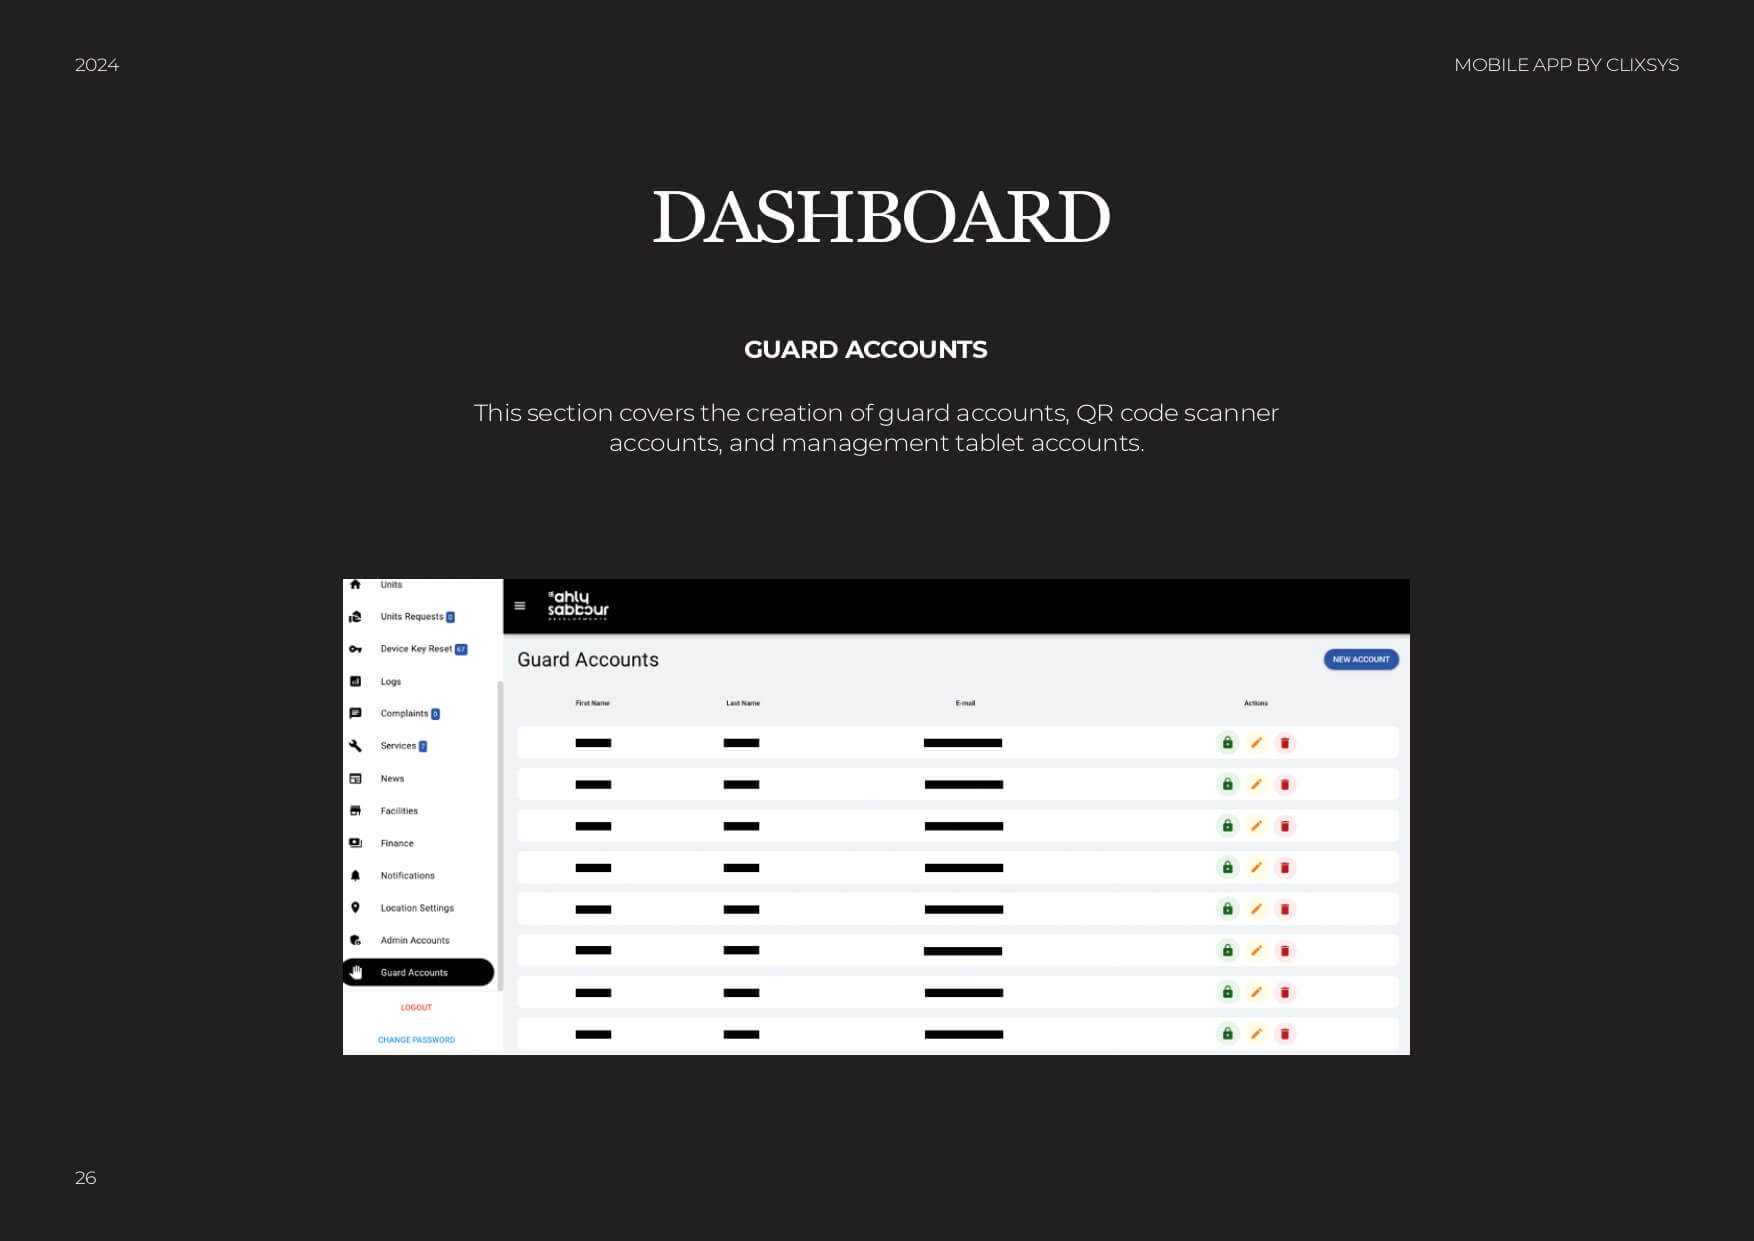 2024
MOBILE APP BY CLIXSYS
DASHBOARD
GUARD ACCOUNTS
This section covers the creation of guard accounts, QR code scanner
accounts, and management tablet accounts.
Units
Units Requests 0
Device Key Reset 67
Logs
Complaints 0
Services 7
News
Facilities
Finance
Notifications
Location Settings
Admin Accounts
Guard Accounts
LOGOUT
CHANGE PASSWORD
al ahly
sabbour
DEVELOPMENTS
Guard Accounts
NEW ACCOUNT
First Name
Last Name
E-mail
Actions
26